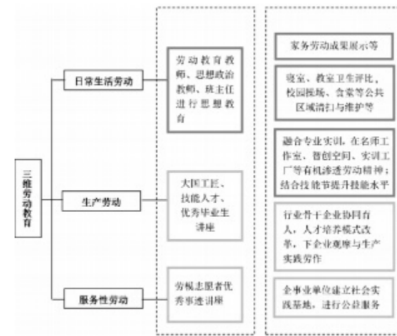 三维劳动教育
日常生活劳动
生产劳动
服务性劳动
劳动教育教
师、思想政治
教师、班主任
进行思想教
育
大国工匠、
技能人才、
优秀毕业生
讲座
劳模志愿者优
秀事迹讲座
家务劳动成果展示等
寝室、教室卫生评比，
校园操场、食堂等公共
区域清扫与维护等
融合专业实训，在名师工
作室、智创空间、实训工
厂等有机渗透劳动精神；
结合技能节提升技能水平
行业骨干企业协同育
人，人才培养模式改
革，下企业观摩与生产
实践劳作
企事业单位建立社会实
践基地，进行公益服务